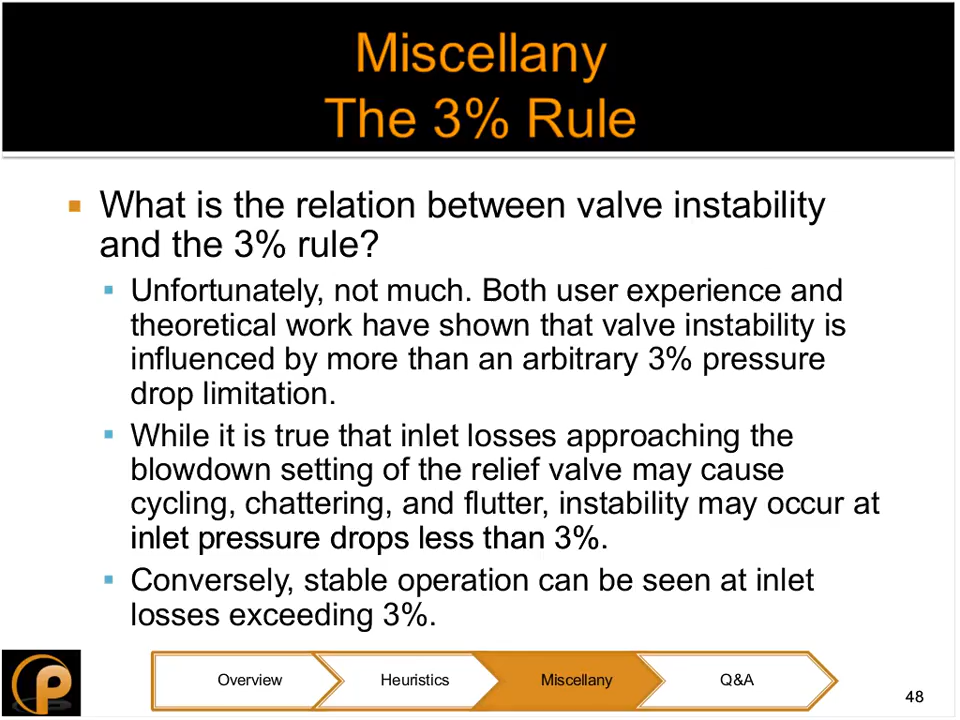 Miscellany
The 3% Rule
What is the relation between valve instability
and the 3% rule?
Unfortunately, not much. Both user experience and
theoretical work have shown that valve instability is
influenced by more than an arbitrary 3% pressure
drop limitation.
While it is true that inlet losses approaching the
blowdown setting of the relief valve may cause
cycling, chattering, and flutter, instability may occur at
inlet pressure drops less than 3%.
Conversely, stable operation can be seen at inlet
losses exceeding 3%.
Overview
Heuristics
Miscellany
Q&A
48